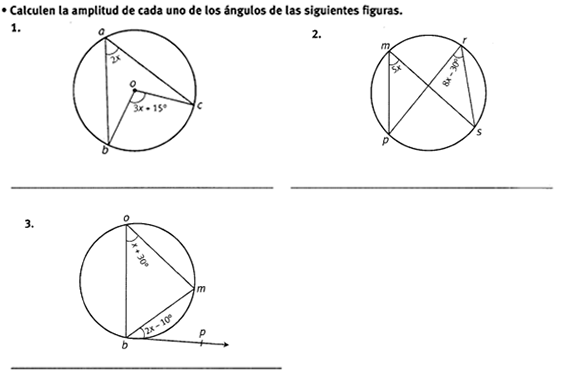 • Calculen la amplitud de cada uno de los ángulos de las siguientes figuras.
1.
a
2x
o
3x + 15°
c
b
2.
m
r
5x
8x – 30°
p
s
3.
o
x + 30°
m
2x – 10°
p
b